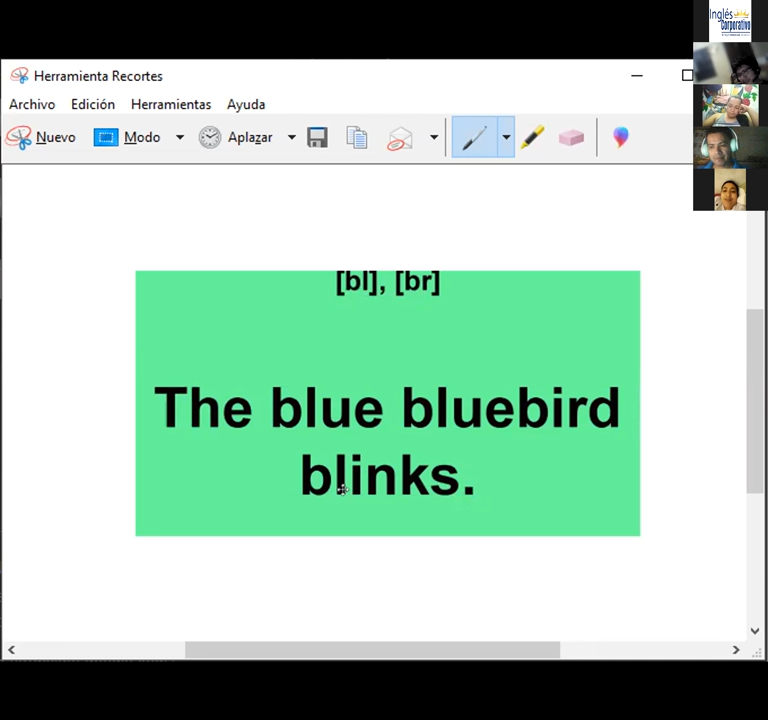 Inglés
corporativo
Herramienta Recortes
Archivo Edición Herramientas Ayuda
Nuevo Modo Aplazar
[bl], [br]
The blue bluebird
blinks.